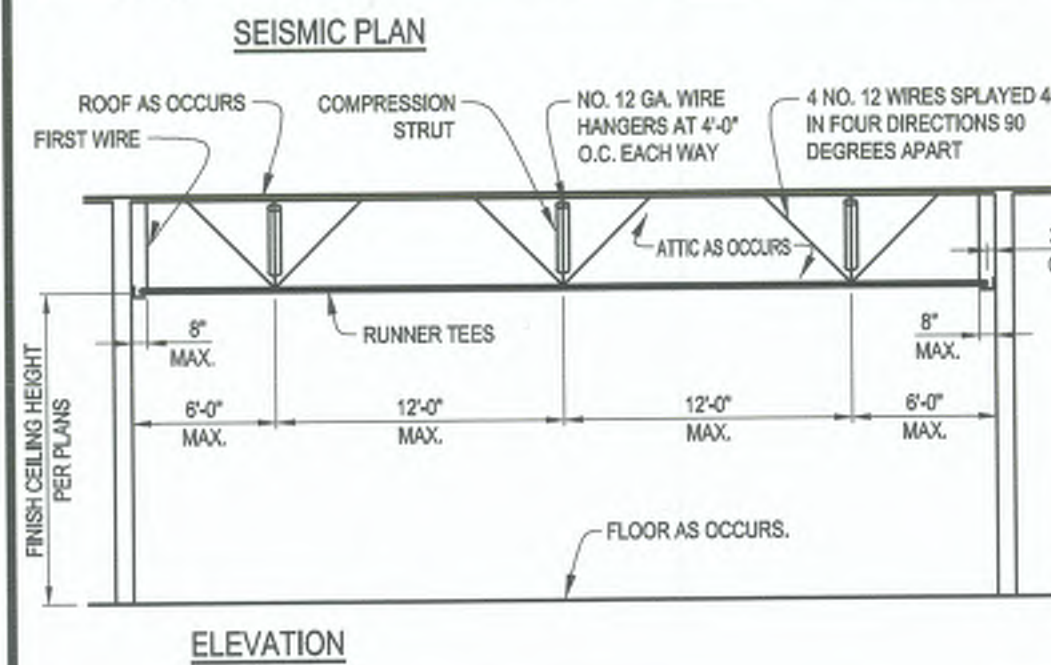 SEISMIC PLAN
ROOF AS OCCURS
FIRST WIRE
COMPRESSION
STRUT
NO. 12 GA. WIRE
HANGERS AT 4'-0"
O.C. EACH WAY
4 NO. 12 WIRES SPLAYED 4
IN FOUR DIRECTIONS 90
DEGREES APART
ATTIC AS OCCURS
RUNNER TEES
8"
MAX.
8"
MAX.
6'-0"
MAX.
12'-0"
MAX.
12'-0"
MAX.
6'-0"
MAX.
FINISH CEILING HEIGHT
PER PLANS
FLOOR AS OCCURS.
ELEVATION